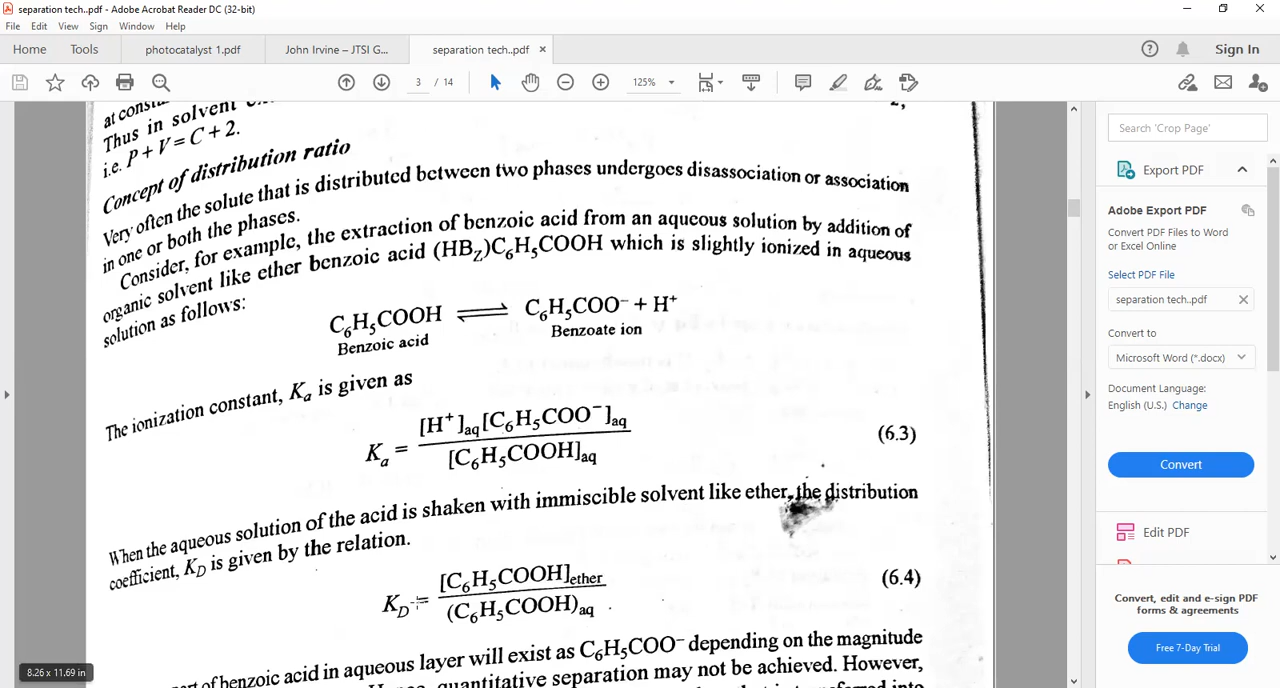 separation tech..pdf - Adobe Acrobat Reader DC (32-bit)
File Edit View Sign Window Help
Home Tools photocatalyst 1.pdf John Irvine – JTSI G... separation tech..pdf × Sign In
3 / 14 125%
at
Thus in solvent
i.e. P + V = C + 2.
Concept of distribution ratio
Very often the solute that is distributed between two phases undergoes disassociation or association
in one or both the phases.
Consider, for example, the extraction of benzoic acid from an aqueous solution by addition of
organic solvent like ether benzoic acid (HB_Z)C₆H₅COOH which is slightly ionized in aqueous
solution as follows:
C₆H₅COOH ⇌ C₆H₅COO⁻ + H⁺
Benzoic acid Benzoate ion
The ionization constant, Kₐ is given as
Kₐ = [H⁺]aq[C₆H₅COO⁻]aq / [C₆H₅COOH]aq (6.3)
When the aqueous solution of the acid is shaken with immiscible solvent like ether, the distribution
coefficient, K_D is given by the relation.
K_D = [C₆H₅COOH]ether / (C₆H₅COOH)aq (6.4)
of benzoic acid in aqueous layer will exist as C₆H₅COO⁻ depending on the magnitude
quantitative separation may not be achieved. However,
8.26 x 11.69 in
Search 'Crop Page'
Export PDF
Adobe Export PDF
Convert PDF Files to Word
or Excel Online
Select PDF File
separation tech..pdf
Convert to
Microsoft Word (*.docx)
Document Language:
English (U.S.) Change
Convert
Edit PDF
Convert, edit and e-sign PDF
forms & agreements
Free 7-Day Trial